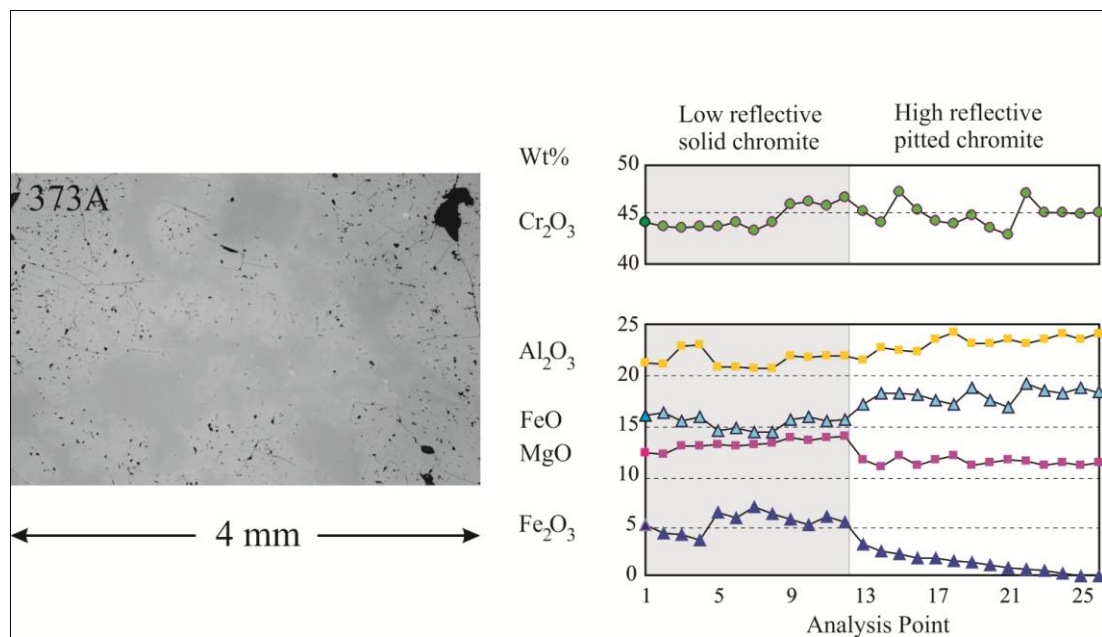 373A
4 mm
Low reflective
solid chromite
High reflective
pitted chromite
Wt%
50
Cr₂O₃
45
40
25
Al₂O₃
20
FeO
15
MgO
10
Fe₂O₃
5
0
1 5 9 13 17 21 25
Analysis Point